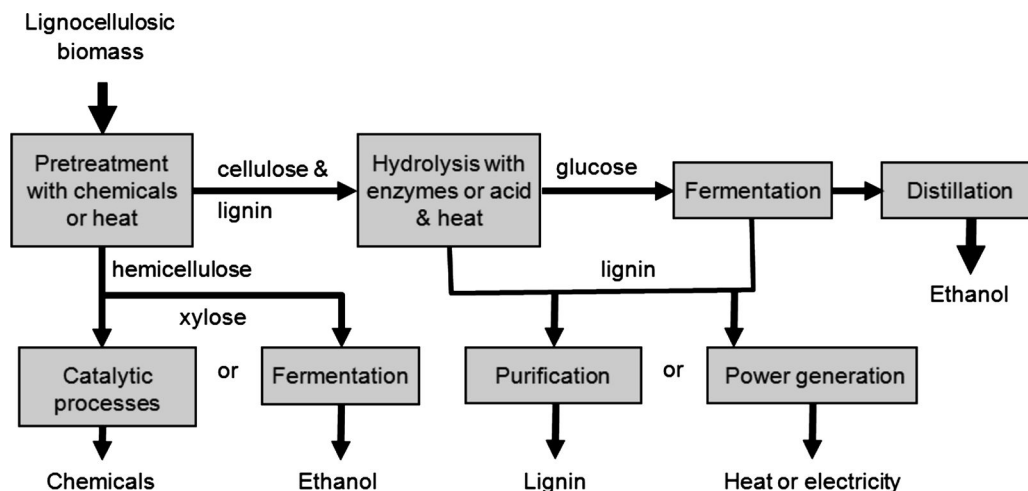 Lignocellulosic
biomass
Pretreatment
with chemicals
or heat
cellulose &
lignin
Hydrolysis with
enzymes or acid
& heat
glucose
Fermentation
Distillation
hemicellulose
xylose
lignin
Ethanol
Catalytic
processes
or
Fermentation
Purification
or
Power generation
Chemicals
Ethanol
Lignin
Heat or electricity